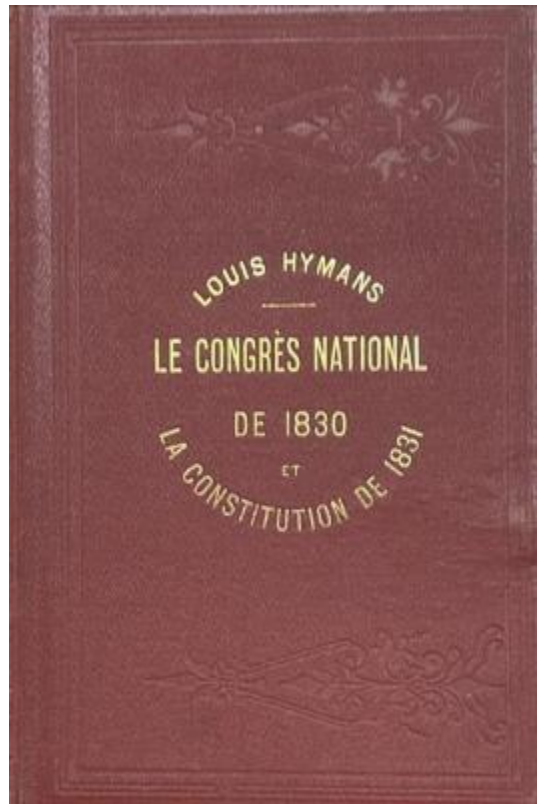 LOUIS HYMANS
LE CONGRÈS NATIONAL
DE 1830
ET
LA CONSTITUTION DE 1831